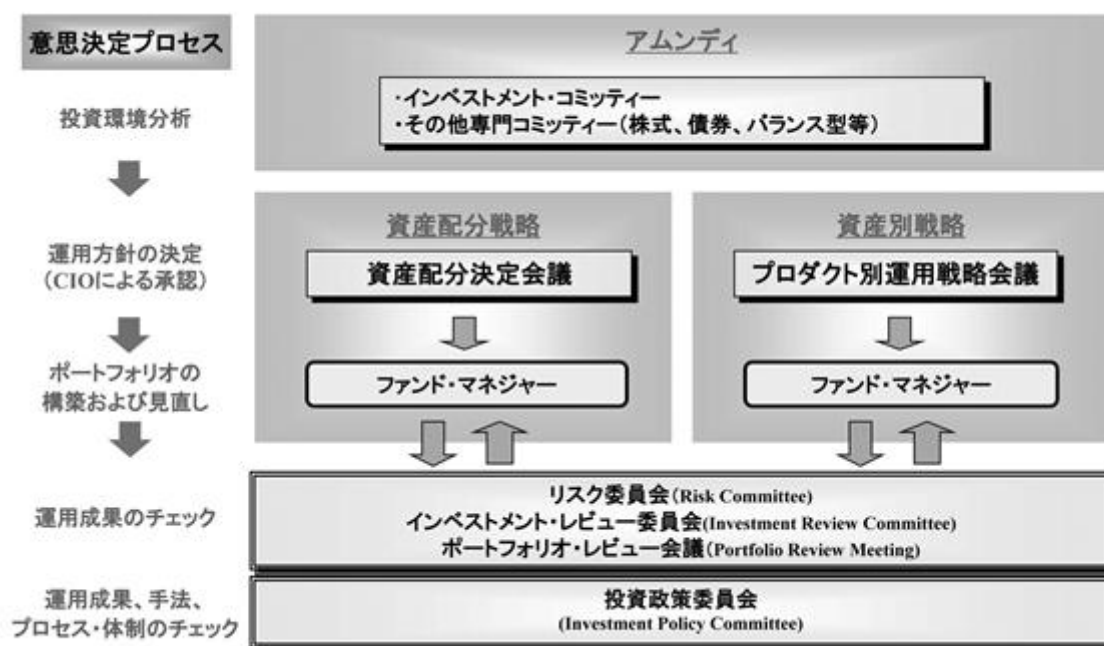 意思決定プロセス
アムンディ
・インベストメント・コミッティー
・その他専門コミッティー（株式、債券、バランス型等）
投資環境分析
資産配分戦略
資産別戦略
運用方針の決定
（CIOによる承認）
資産配分決定会議
プロダクト別運用戦略会議
ポートフォリオの
構築および見直し
ファンド・マネジャー
ファンド・マネジャー
運用成果のチェック
リスク委員会（Risk Committee）
インベストメント・レビュー委員会（Investment Review Committee）
ポートフォリオ・レビュー会議（Portfolio Review Meeting）
運用成果、手法、
プロセス・体制のチェック
投資政策委員会
(Investment Policy Committee)